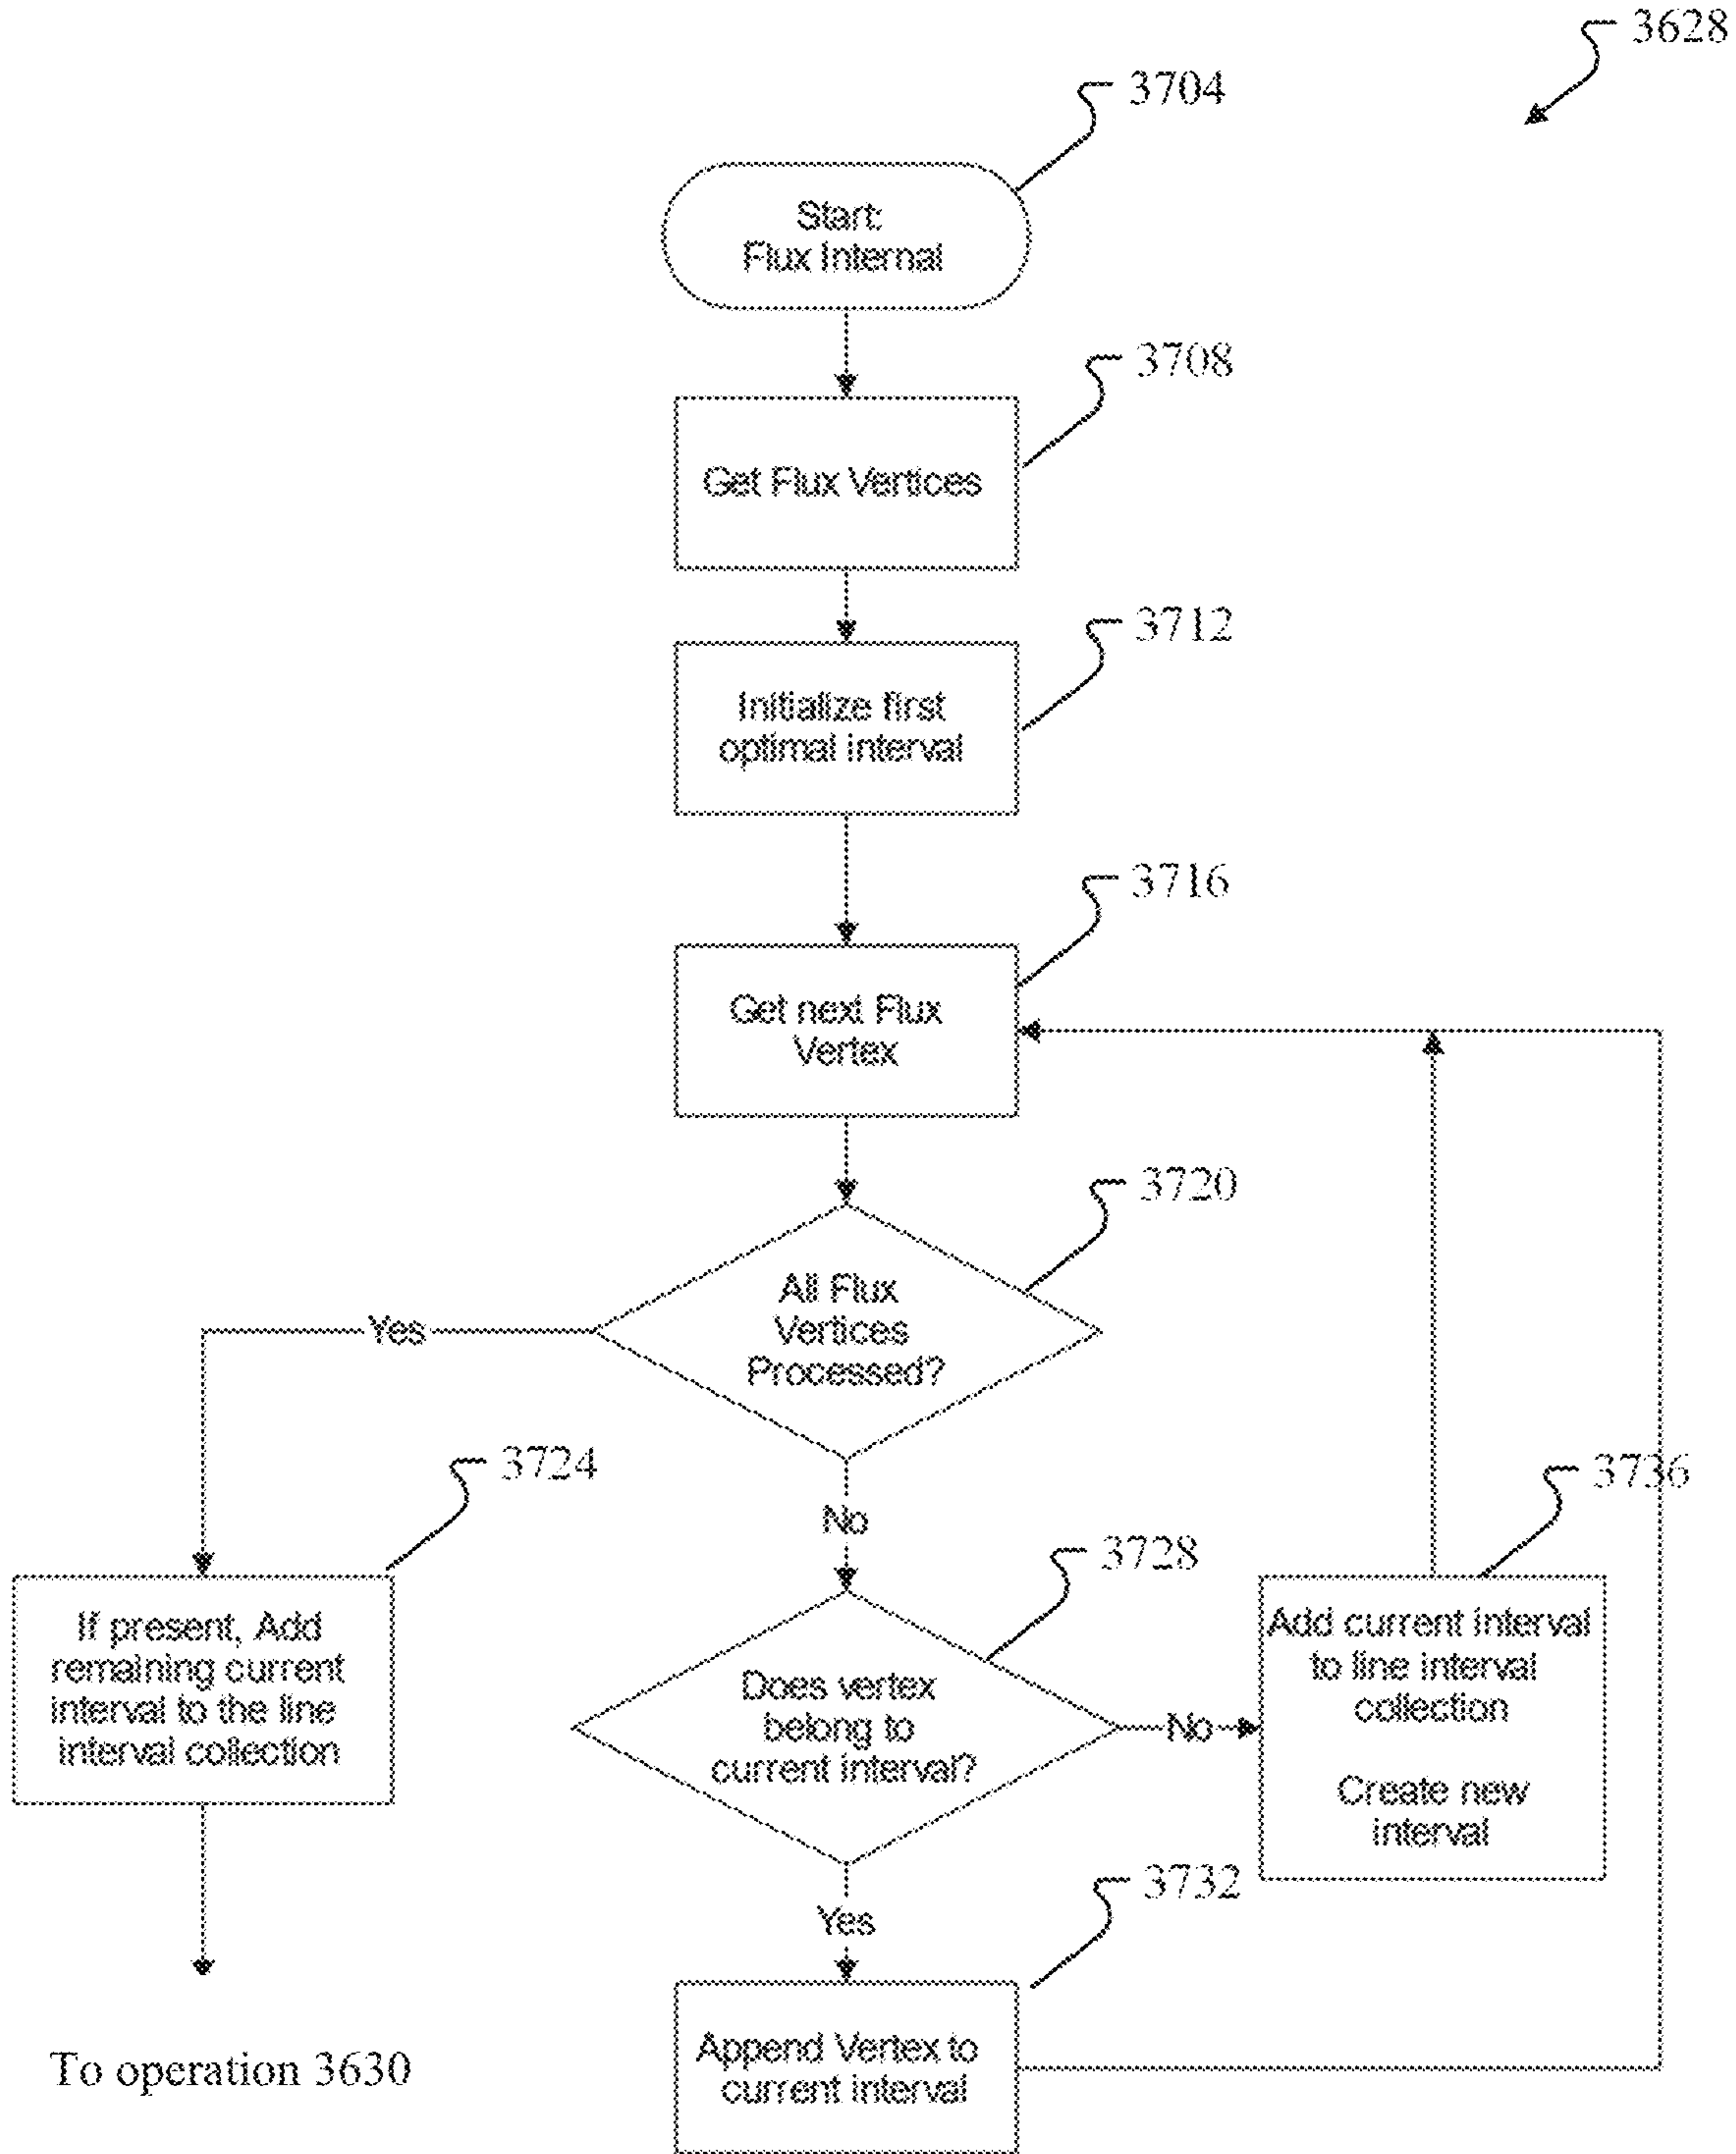 3628
3704
Start:
Flux Internal
3708
Get Flux Vertices
3712
Initialize first
optimal interval
3716
Get next Flux
Vertex
3720
All Flux
Vertices
Processed?
Yes
No
3724
If present, Add
remaining current
interval to the line
interval collection
To operation 3630
3728
Does vertex
belong to
current interval?
No
Yes
3736
Add current interval
to line interval
collection
Create new
interval
3732
Append Vertex to
current interval